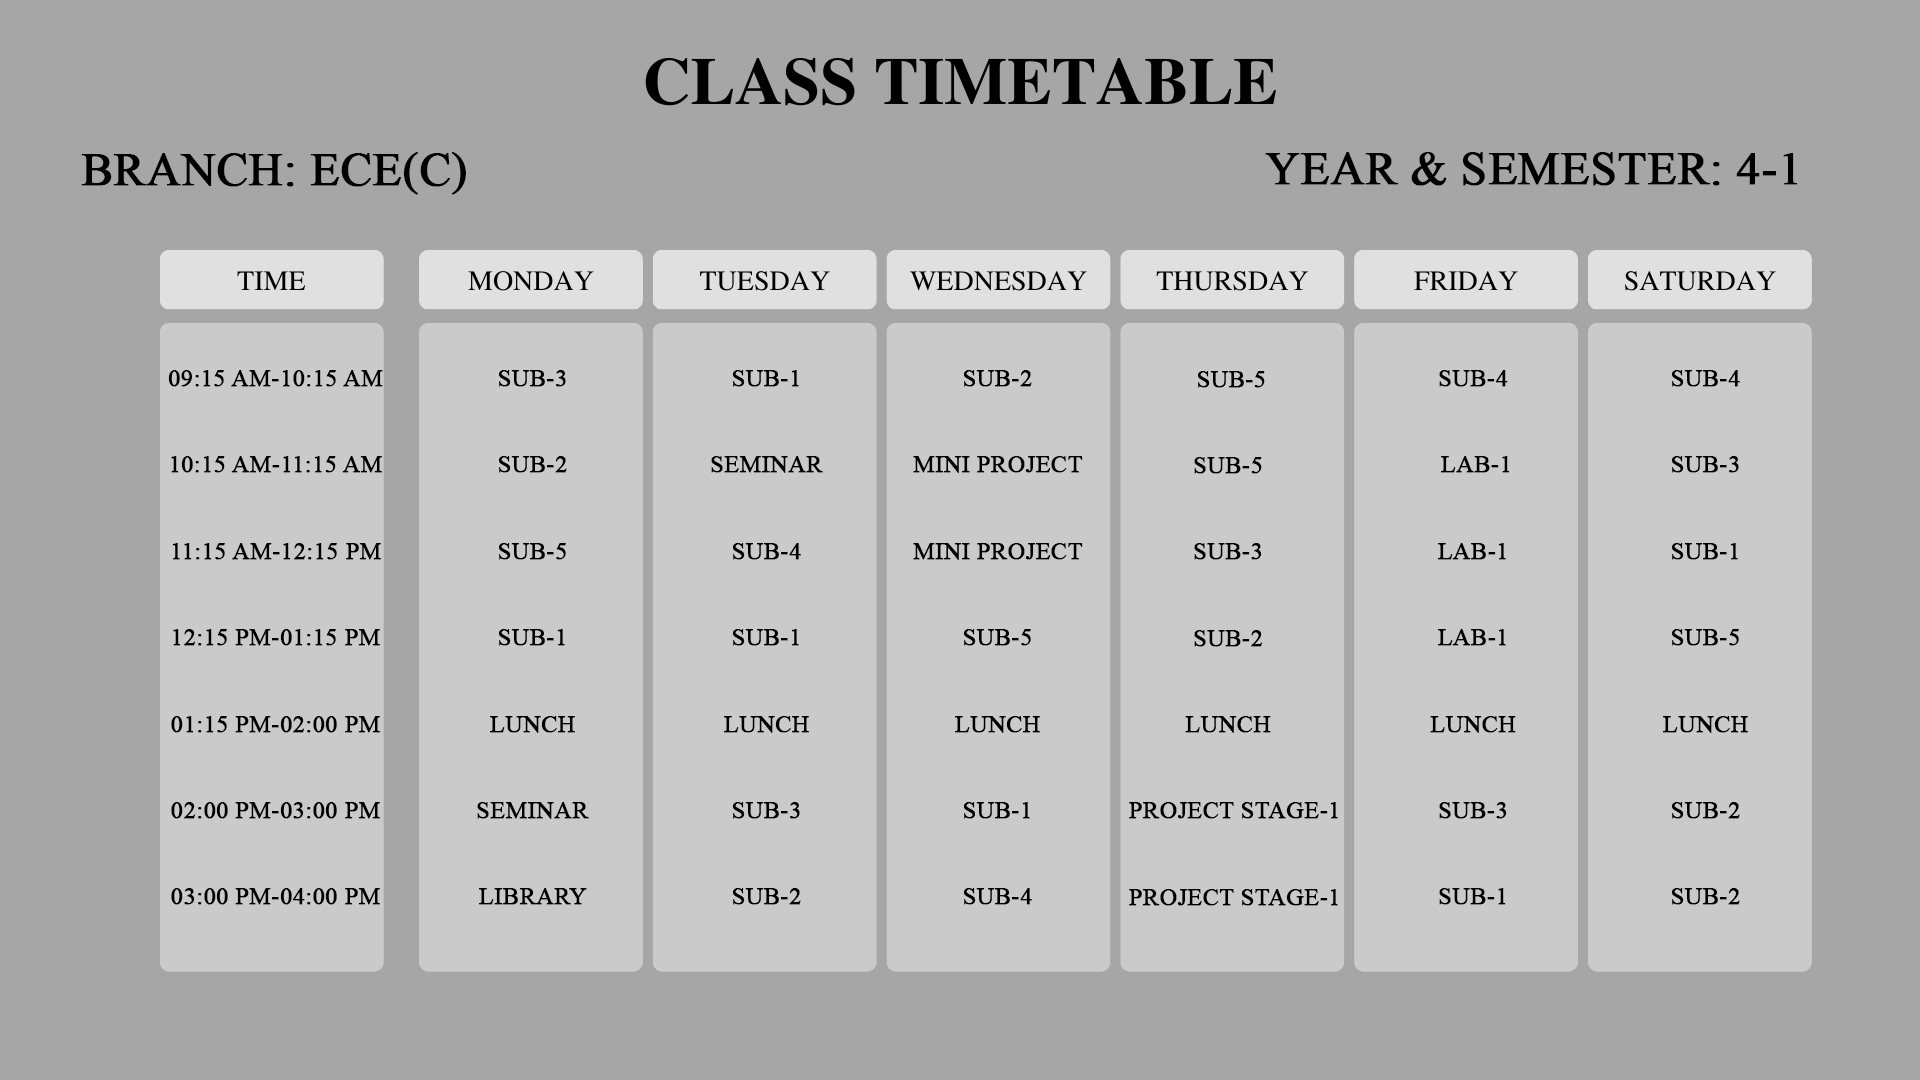 CLASS TIMETABLE
BRANCH: ECE(C) YEAR & SEMESTER: 4-1
TIME MONDAY TUESDAY WEDNESDAY THURSDAY FRIDAY SATURDAY
09:15 AM-10:15 AM SUB-3 SUB-1 SUB-2 SUB-5 SUB-4 SUB-4
10:15 AM-11:15 AM SUB-2 SEMINAR MINI PROJECT SUB-5 LAB-1 SUB-3
11:15 AM-12:15 PM SUB-5 SUB-4 MINI PROJECT SUB-3 LAB-1 SUB-1
12:15 PM-01:15 PM SUB-1 SUB-1 SUB-5 SUB-2 LAB-1 SUB-5
01:15 PM-02:00 PM LUNCH LUNCH LUNCH LUNCH LUNCH LUNCH
02:00 PM-03:00 PM SEMINAR SUB-3 SUB-1 PROJECT STAGE-1 SUB-3 SUB-2
03:00 PM-04:00 PM LIBRARY SUB-2 SUB-4 PROJECT STAGE-1 SUB-1 SUB-2